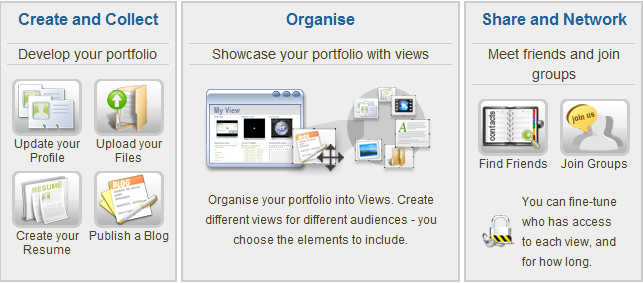 Create and Collect
Develop your portfolio
Update your
Profile
Upload your
Files
RESUME
BLOG
Create your
Resume
Publish a Blog
Organise
Showcase your portfolio with views
My View
BLOG
A
Organise your portfolio into Views. Create
different views for different audiences - you
choose the elements to include.
Share and Network
Meet friends and join
groups
contacts
join us
Find Friends
Join Groups
You can fine-tune
who has access
to each view, and
for how long.